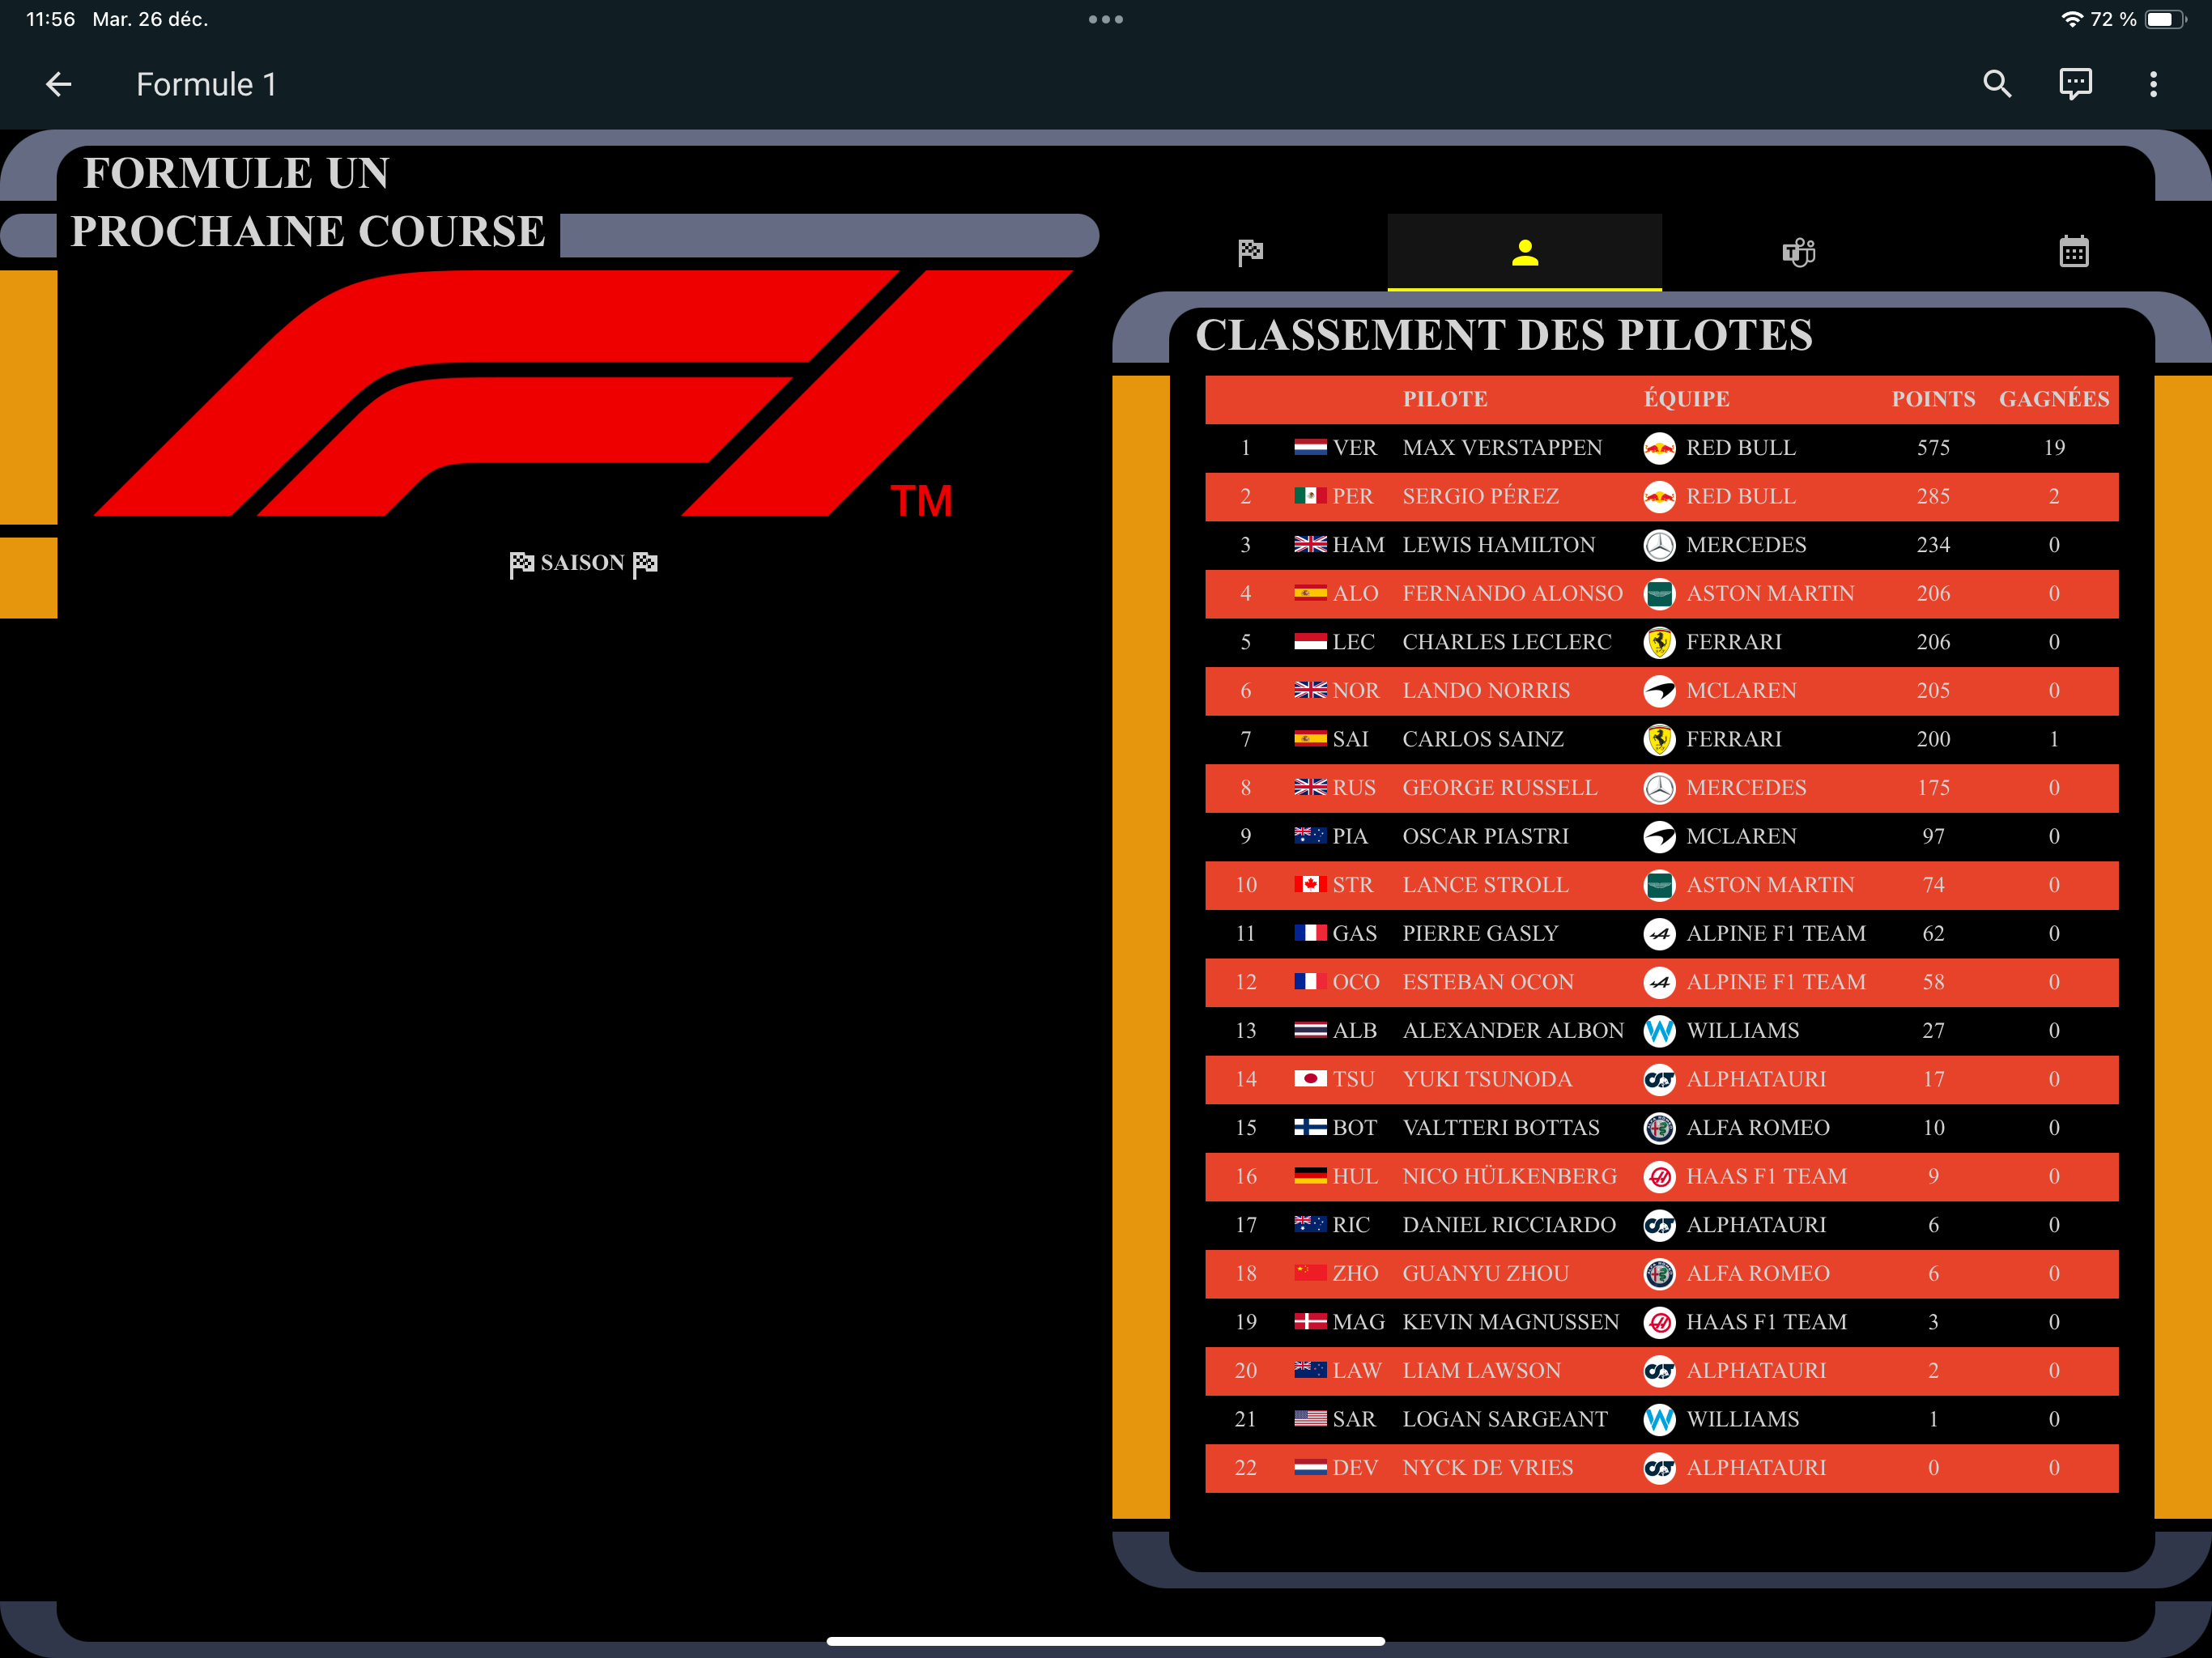 11:56 Mar. 26 déc.
72 %
Formule 1
FORMULE UN
PROCHAINE COURSE
TM
SAISON
CLASSEMENT DES PILOTES
PILOTE ÉQUIPE POINTS GAGNÉES
1 VER MAX VERSTAPPEN RED BULL 575 19
2 PER SERGIO PÉREZ RED BULL 285 2
3 HAM LEWIS HAMILTON MERCEDES 234 0
4 ALO FERNANDO ALONSO ASTON MARTIN 206 0
5 LEC CHARLES LECLERC FERRARI 206 0
6 NOR LANDO NORRIS MCLAREN 205 0
7 SAI CARLOS SAINZ FERRARI 200 1
8 RUS GEORGE RUSSELL MERCEDES 175 0
9 PIA OSCAR PIASTRI MCLAREN 97 0
10 STR LANCE STROLL ASTON MARTIN 74 0
11 GAS PIERRE GASLY ALPINE F1 TEAM 62 0
12 OCO ESTEBAN OCON ALPINE F1 TEAM 58 0
13 ALB ALEXANDER ALBON WILLIAMS 27 0
14 TSU YUKI TSUNODA ALPHATAURI 17 0
15 BOT VALTTERI BOTTAS ALFA ROMEO 10 0
16 HUL NICO HÜLKENBERG HAAS F1 TEAM 9 0
17 RIC DANIEL RICCIARDO ALPHATAURI 6 0
18 ZHO GUANYU ZHOU ALFA ROMEO 6 0
19 MAG KEVIN MAGNUSSEN HAAS F1 TEAM 3 0
20 LAW LIAM LAWSON ALPHATAURI 2 0
21 SAR LOGAN SARGEANT WILLIAMS 1 0
22 DEV NYCK DE VRIES ALPHATAURI 0 0